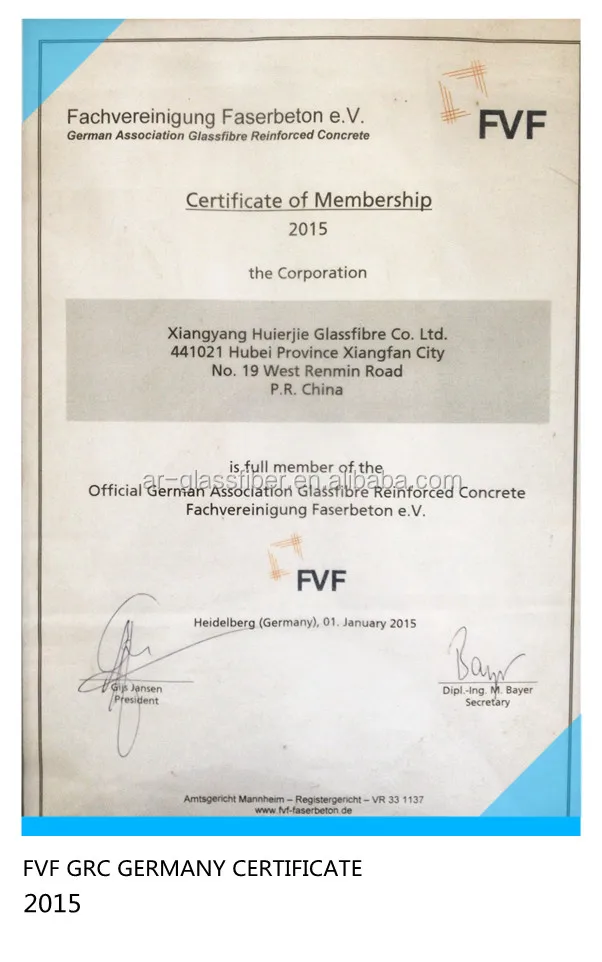 Fachvereinigung Faserbeton e.V.
German Association Glassfibre Reinforced Concrete
FVF
Certificate of Membership
2015
the Corporation
Xiangyang Huierjie Glassfibre Co. Ltd.
441021 Hubei Province Xiangfan City
No. 19 West Renmin Road
P.R. China
is full member of the
ar-glassfiber.en.alibaba.com
Official German Association Glassfibre Reinforced Concrete
Fachvereinigung Faserbeton e.V.
FVF
Heidelberg (Germany), 01. January 2015
Bayr
Gijs Jansen
President
Dipl.-Ing. M. Bayer
Secretary
Amtsgericht Mannheim – Registergericht – VR 33 1137
www.fvf-faserbeton.de
FVF GRC GERMANY CERTIFICATE
2015